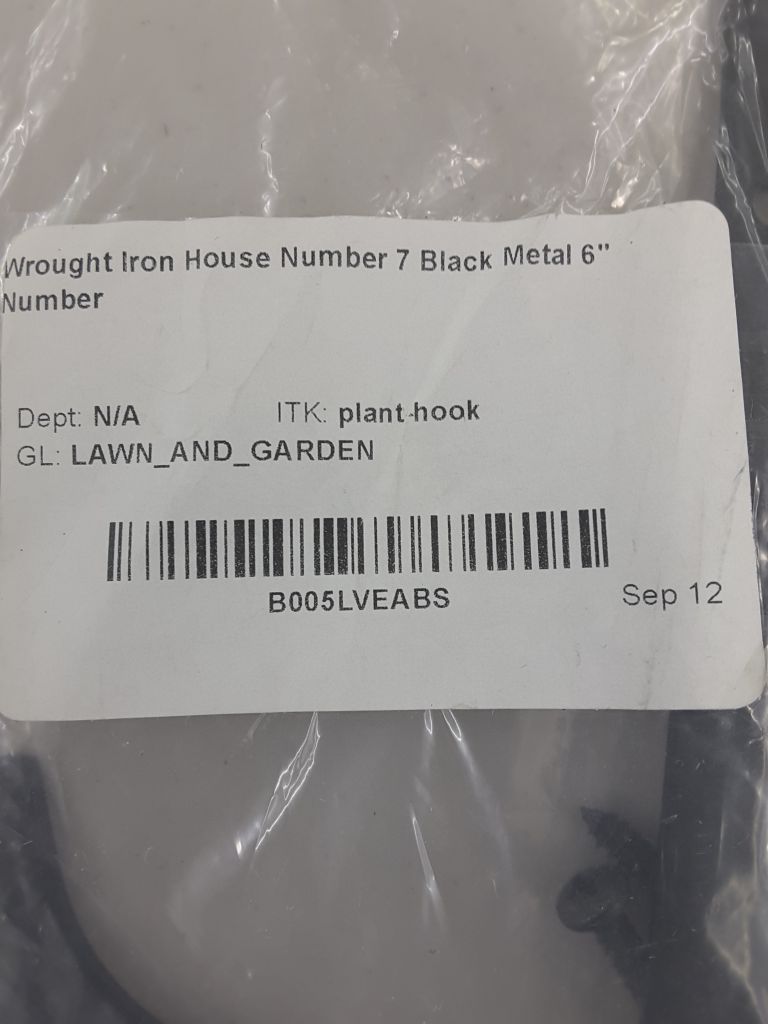 Wrought Iron House Number 7 Black Metal 6"
Number
Dept: N/A ITK: plant hook
GL: LAWN_AND_GARDEN
B005LVEABS
Sep 12